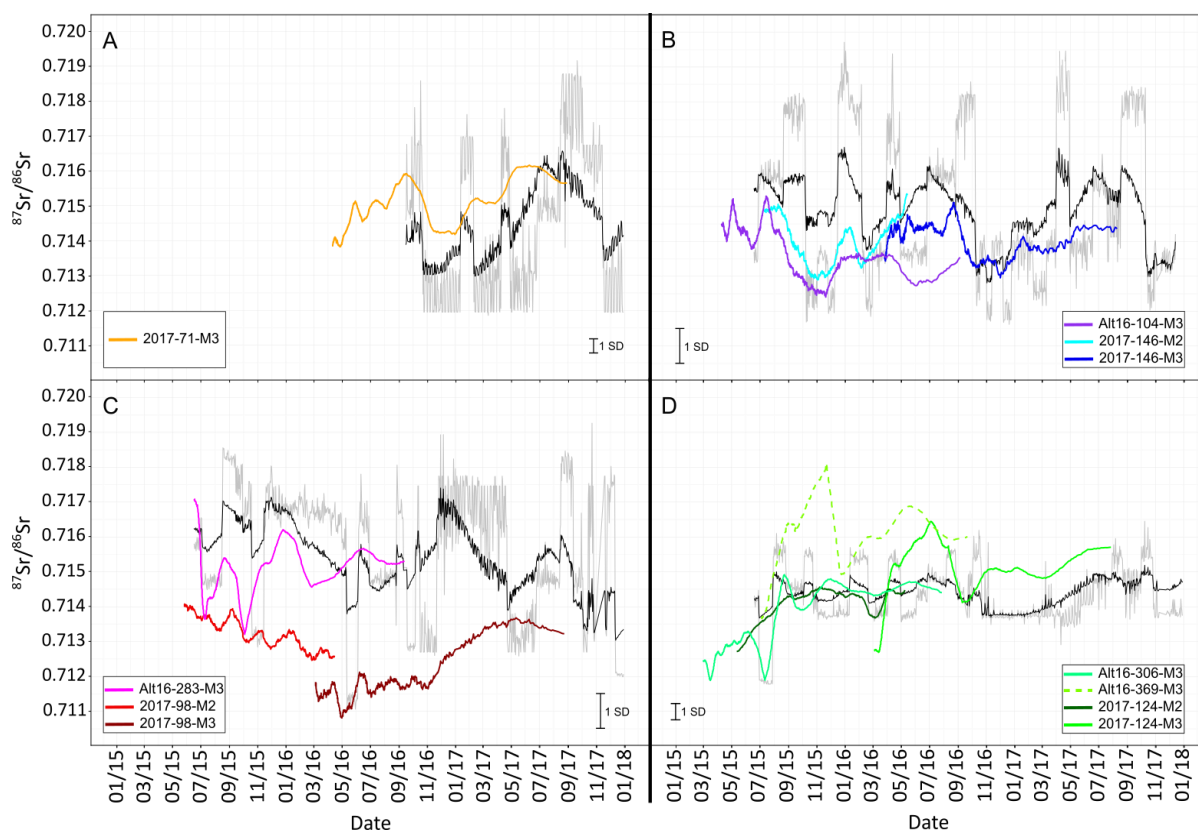 A
B
0.720
0.719
0.718
0.717
0.716
0.715
0.714
0.713
0.712
0.711
87Sr/86Sr
2017-71-M3
1 SD
1 SD
Alt16-104-M3
2017-146-M2
2017-146-M3
C
D
0.720
0.719
0.718
0.717
0.716
0.715
0.714
0.713
0.712
0.711
87Sr/86Sr
Alt16-283-M3
2017-98-M2
2017-98-M3
1 SD
1 SD
Alt16-306-M3
Alt16-369-M3
2017-124-M2
2017-124-M3
01/15 03/15 05/15 07/15 09/15 11/15 01/16 03/16 05/16 07/16 09/16 11/16 01/17 03/17 05/17 07/17 09/17 11/17 01/18
01/15 03/15 05/15 07/15 09/15 11/15 01/16 03/16 05/16 07/16 09/16 11/16 01/17 03/17 05/17 07/17 09/17 11/17 01/18
Date
Date